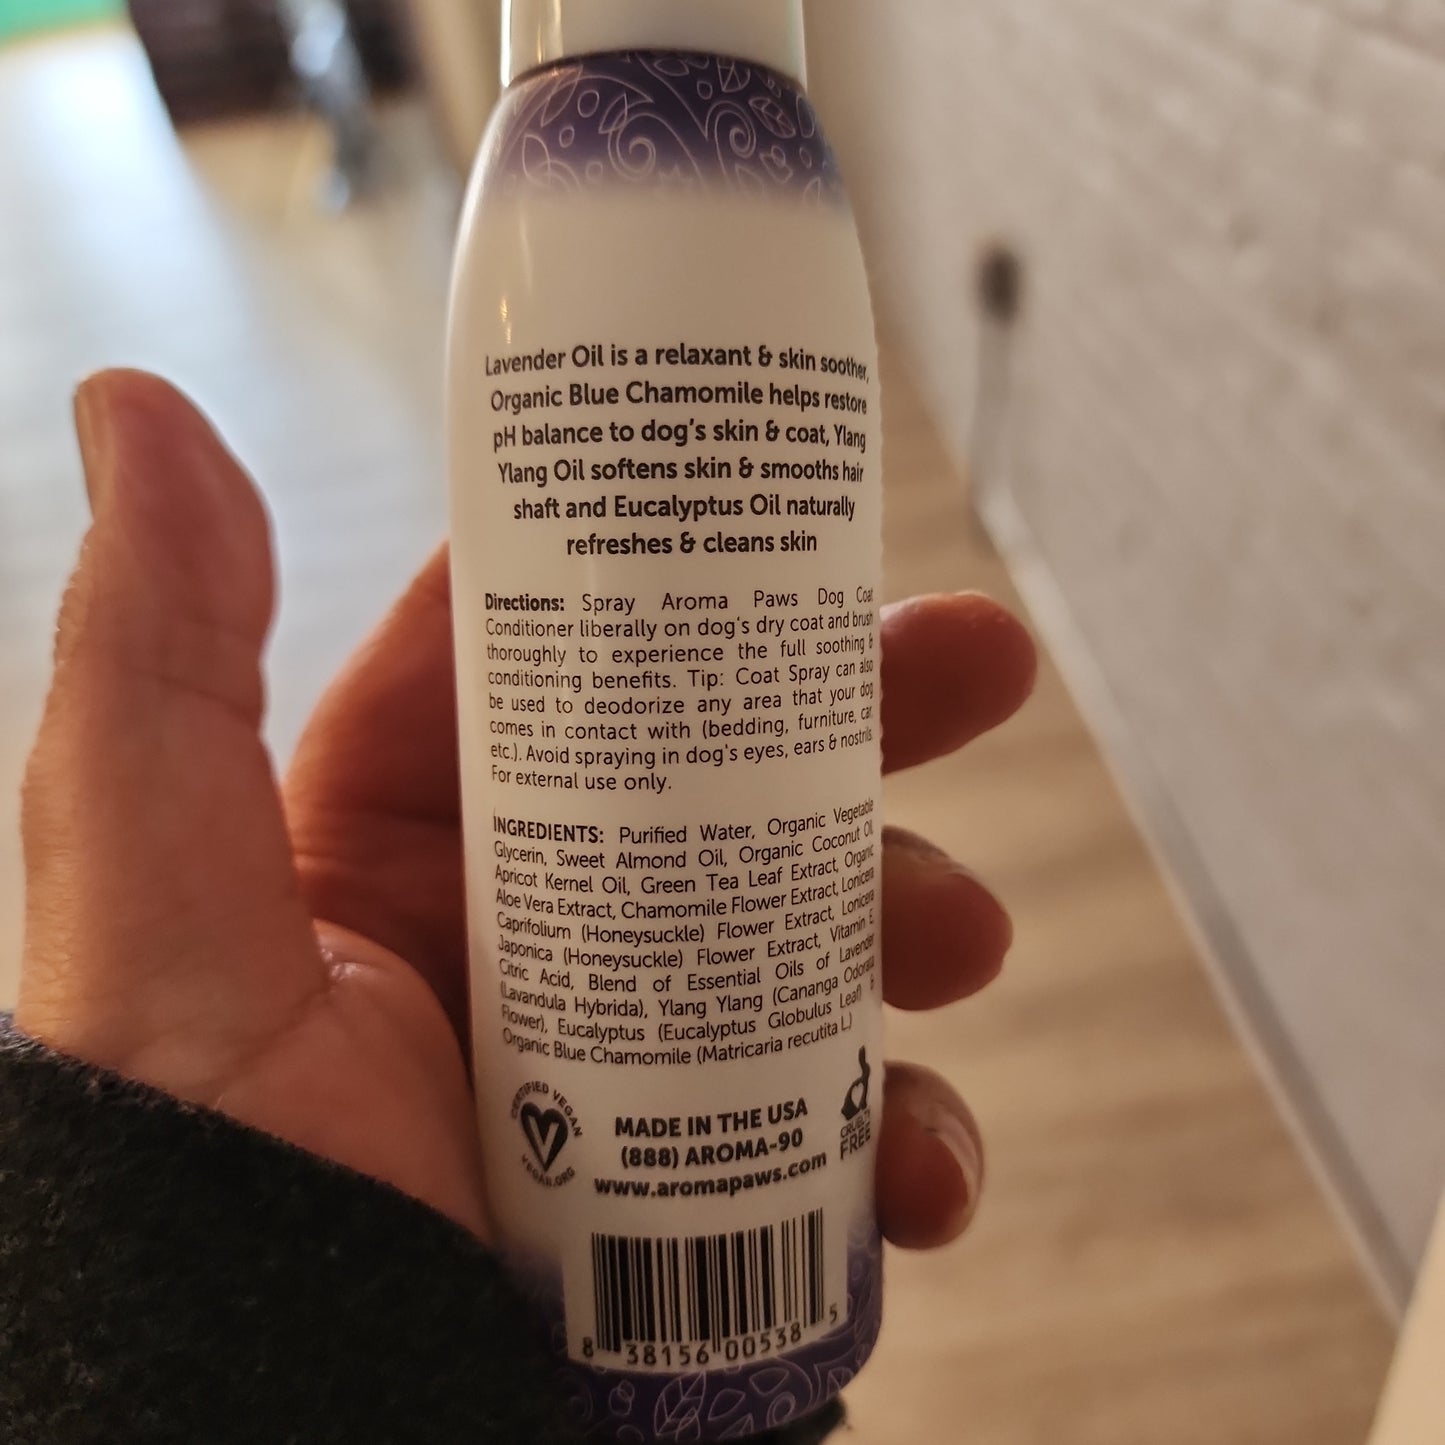 Lavender Oil is a relaxant & skin soother,
Organic Blue Chamomile helps restore
pH balance to dog's skin & coat, Ylang
Ylang Oil softens skin & smooths hair
shaft and Eucalyptus Oil naturally
refreshes & cleans skin
Directions: Spray Aroma Paws Dog Coat
Conditioner liberally on dog's dry coat and brush
thoroughly to experience the full soothing &
conditioning benefits. Tip: Coat Spray can also
be used to deodorize any area that your dog
comes in contact with (bedding, furniture, car,
etc.). Avoid spraying in dog's eyes, ears & nostrils.
For external use only.
INGREDIENTS: Purified Water, Organic Vegetable
Glycerin, Sweet Almond Oil, Organic Coconut Oil,
Apricot Kernel Oil, Green Tea Leaf Extract, Organic
Aloe Vera Extract, Chamomile Flower Extract, Lonicera
Caprifolium (Honeysuckle) Flower Extract, Lonicera
Japonica (Honeysuckle) Flower Extract, Vitamin E,
Citric Acid, Blend of Essential Oils of Lavender
(Lavandula Hybrida), Ylang Ylang (Cananga Odorata
Flower), Eucalyptus (Eucalyptus Globulus Leaf) &
Organic Blue Chamomile (Matricaria recutita L)
CERTIFIED VEGAN
V
VEGAN.ORG
MADE IN THE USA
(888) AROMA-90
www.aromapaws.com
CRUELTY
FREE
8 38156 00538 5